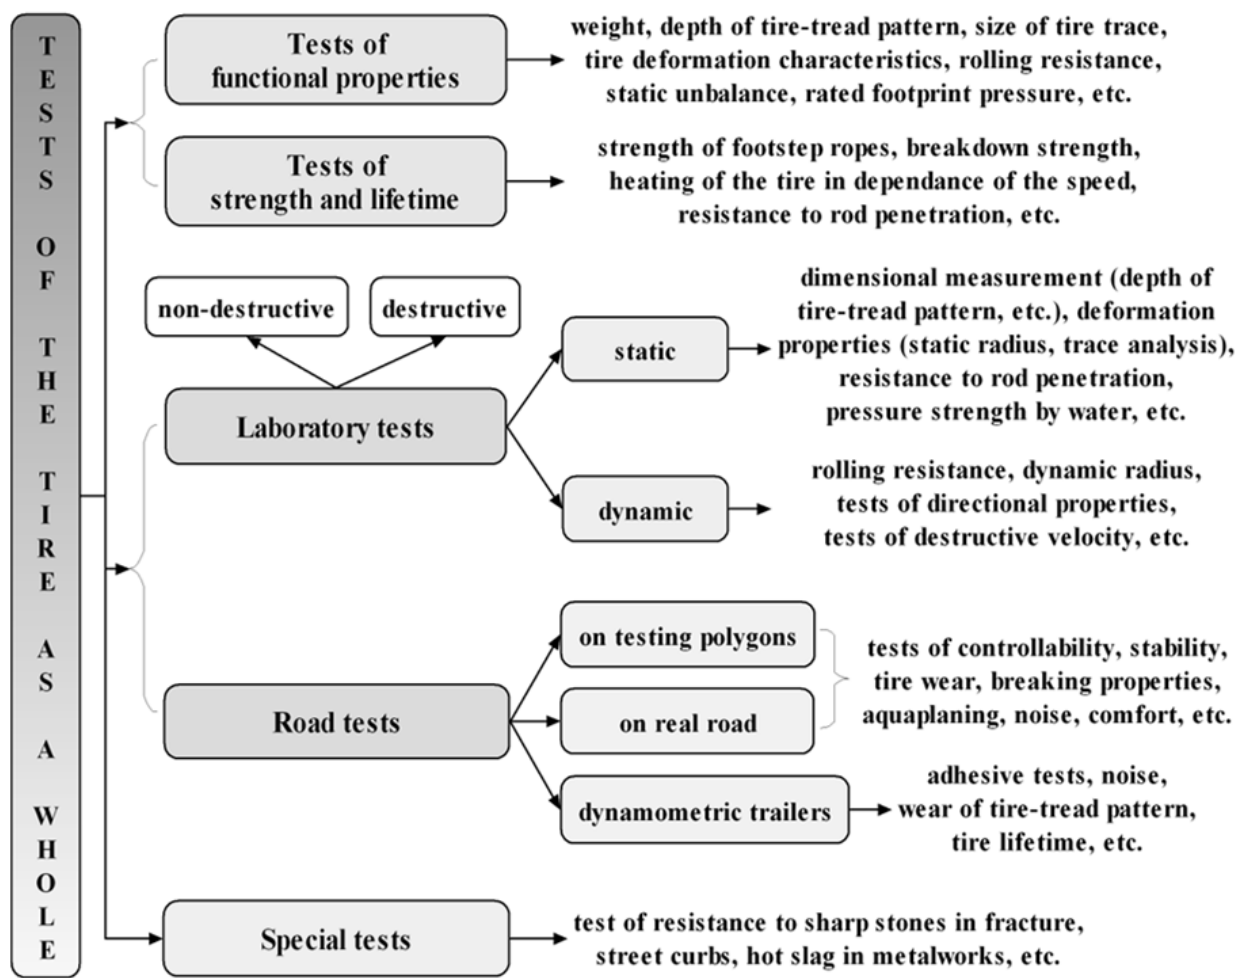 TESTS OF THE TIRE AS A WHOLE
Tests of
functional properties
weight, depth of tire-tread pattern, size of tire trace,
tire deformation characteristics, rolling resistance,
static unbalance, rated footprint pressure, etc.
Tests of
strength and lifetime
strength of footstep ropes, breakdown strength,
heating of the tire in dependance of the speed,
resistance to rod penetration, etc.
non-destructive
destructive
Laboratory tests
static
dimensional measurement (depth of
tire-tread pattern, etc.), deformation
properties (static radius, trace analysis),
resistance to rod penetration,
pressure strength by water, etc.
dynamic
rolling resistance, dynamic radius,
tests of directional properties,
tests of destructive velocity, etc.
Road tests
on testing polygons
on real road
tests of controllability, stability,
tire wear, breaking properties,
aquaplaning, noise, comfort, etc.
dynamometric trailers
adhesive tests, noise,
wear of tire-tread pattern,
tire lifetime, etc.
Special tests
test of resistance to sharp stones in fracture,
street curbs, hot slag in metalworks, etc.